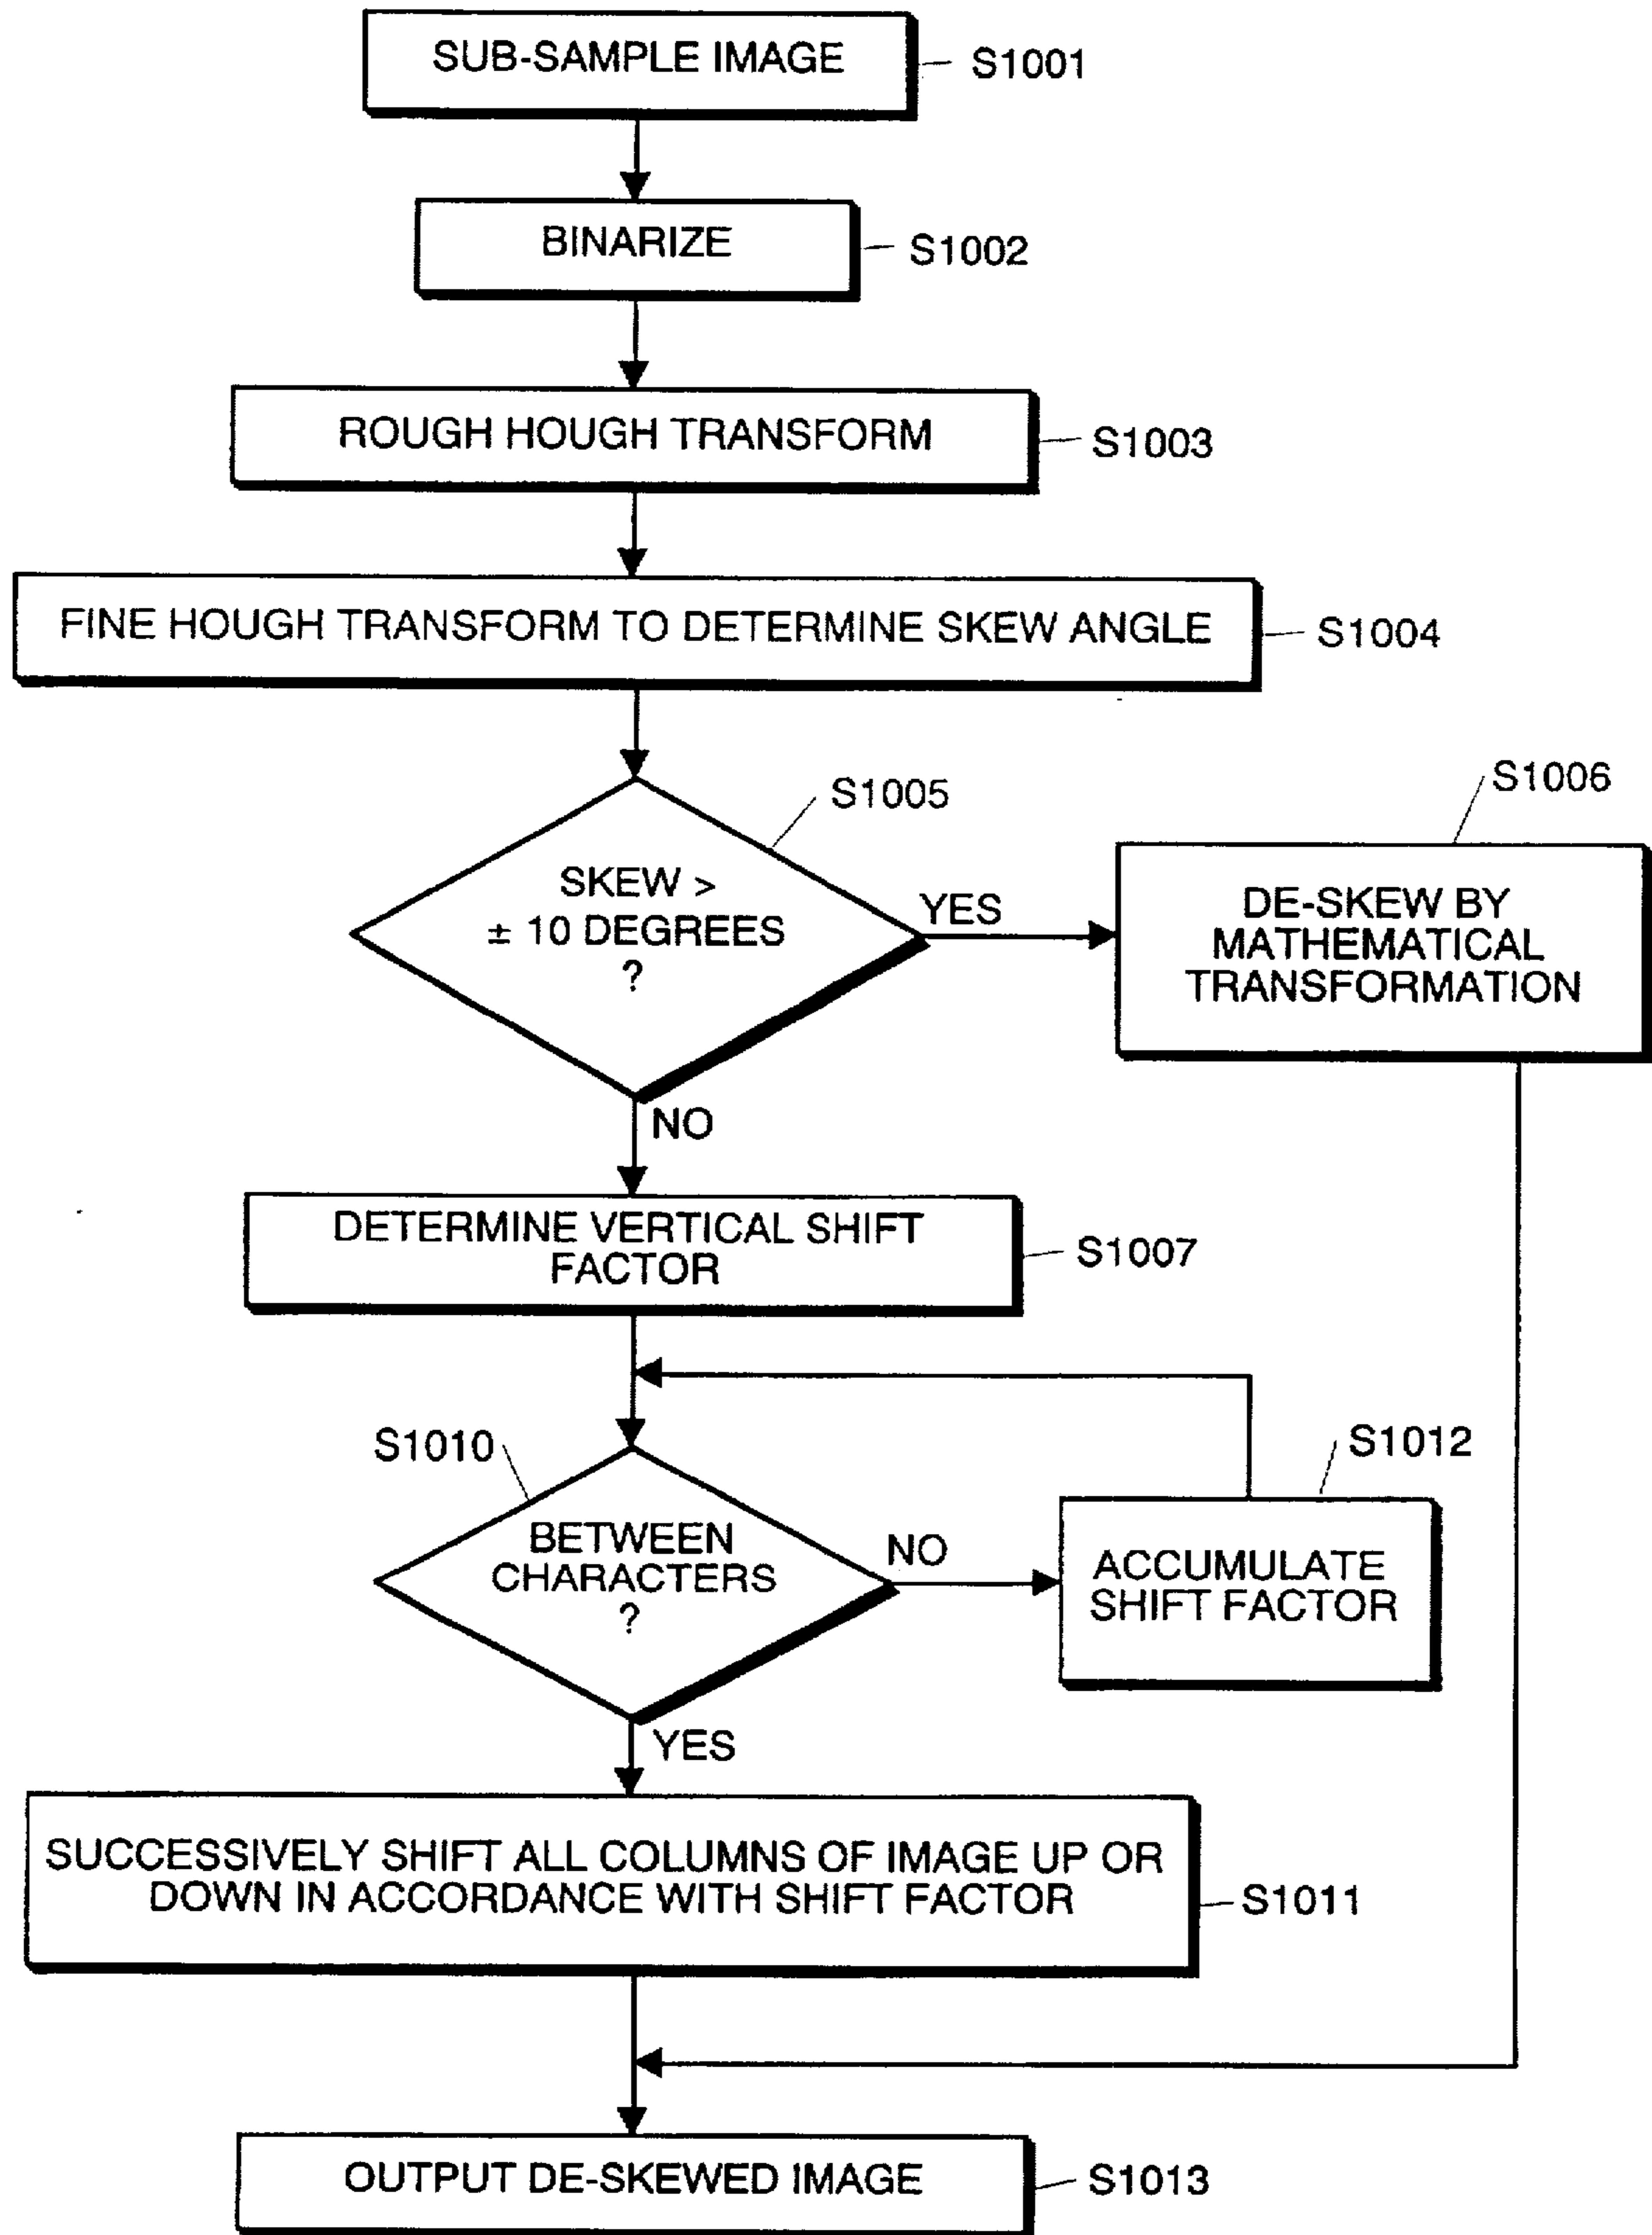 SUB-SAMPLE IMAGE
S1001
BINARIZE
S1002
ROUGH HOUGH TRANSFORM
S1003
FINE HOUGH TRANSFORM TO DETERMINE SKEW ANGLE
S1004
S1005
SKEW >
± 10 DEGREES
?
YES
S1006
DE-SKEW BY
MATHEMATICAL
TRANSFORMATION
NO
DETERMINE VERTICAL SHIFT
FACTOR
S1007
S1010
BETWEEN
CHARACTERS
?
NO
S1012
ACCUMULATE
SHIFT FACTOR
YES
SUCCESSIVELY SHIFT ALL COLUMNS OF IMAGE UP OR
DOWN IN ACCORDANCE WITH SHIFT FACTOR
S1011
OUTPUT DE-SKEWED IMAGE
S1013